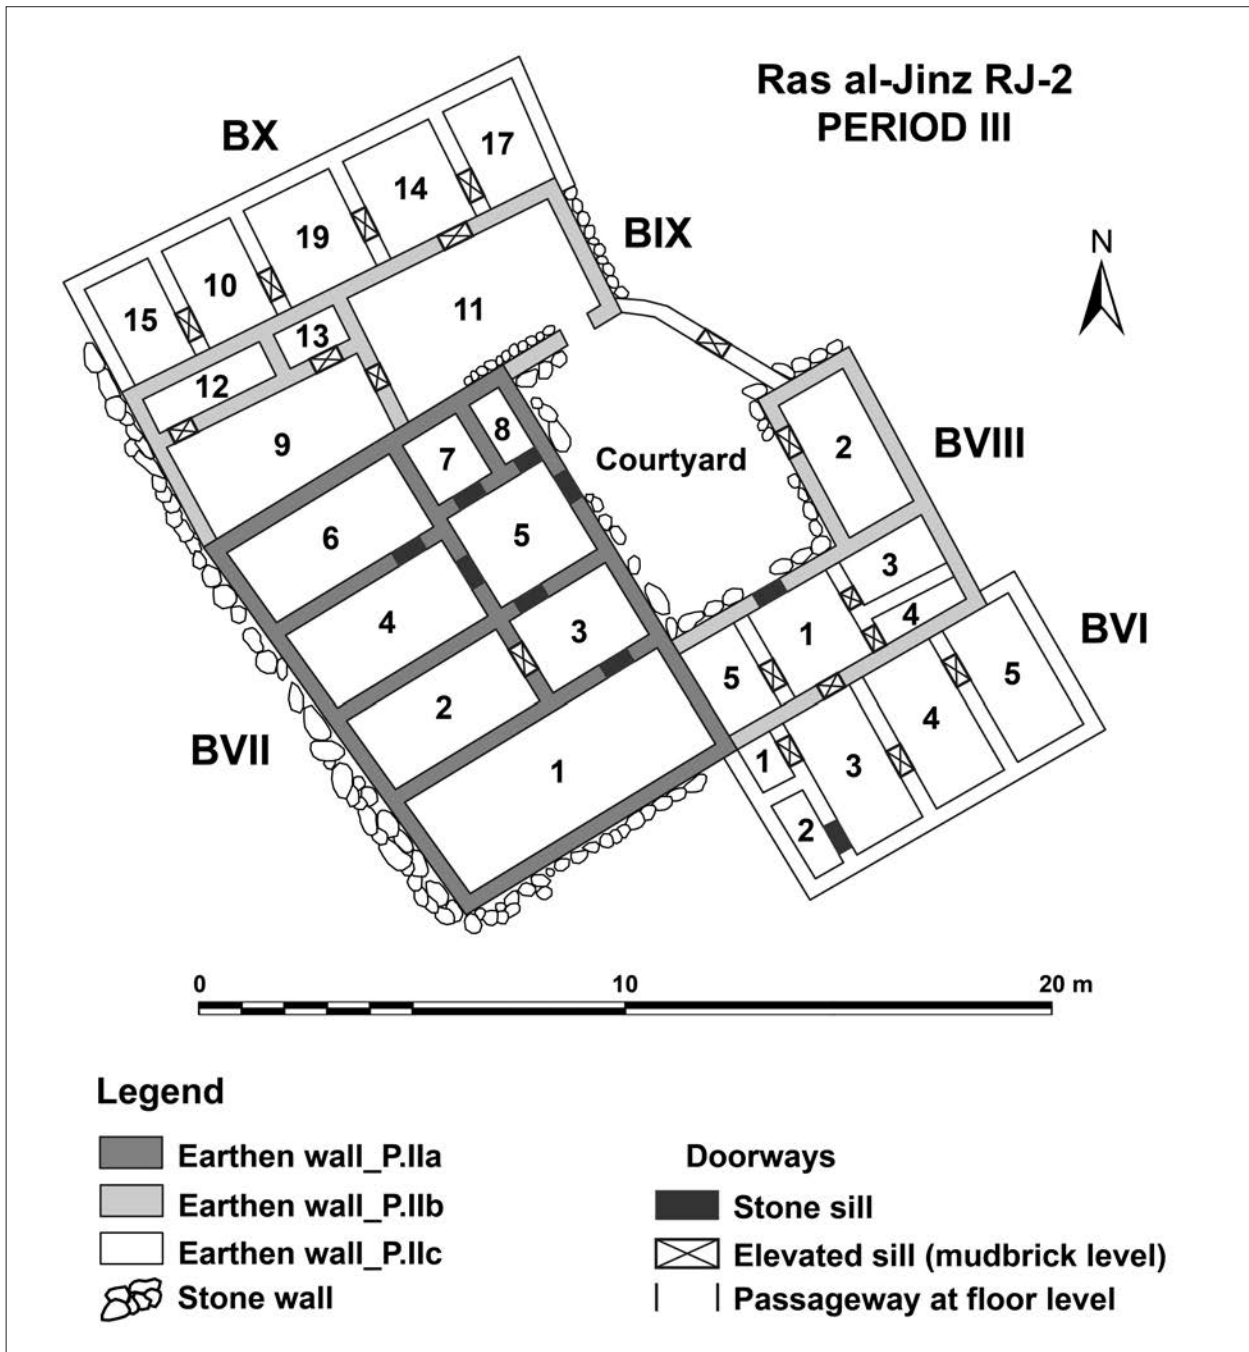 Ras al-Jinz RJ-2
PERIOD III
BX
17
14
19
10
15
BIX
N
11
13
12
9
8
7
Courtyard
2
BVIII
6
5
3
4
4
3
1
5
BVI
5
2
4
BVII
1
1
3
2
0
10
20 m
Legend
Earthen wall_P.IIa
Earthen wall_P.IIb
Earthen wall_P.IIc
Stone wall
Doorways
Stone sill
Elevated sill (mudbrick level)
Passageway at floor level